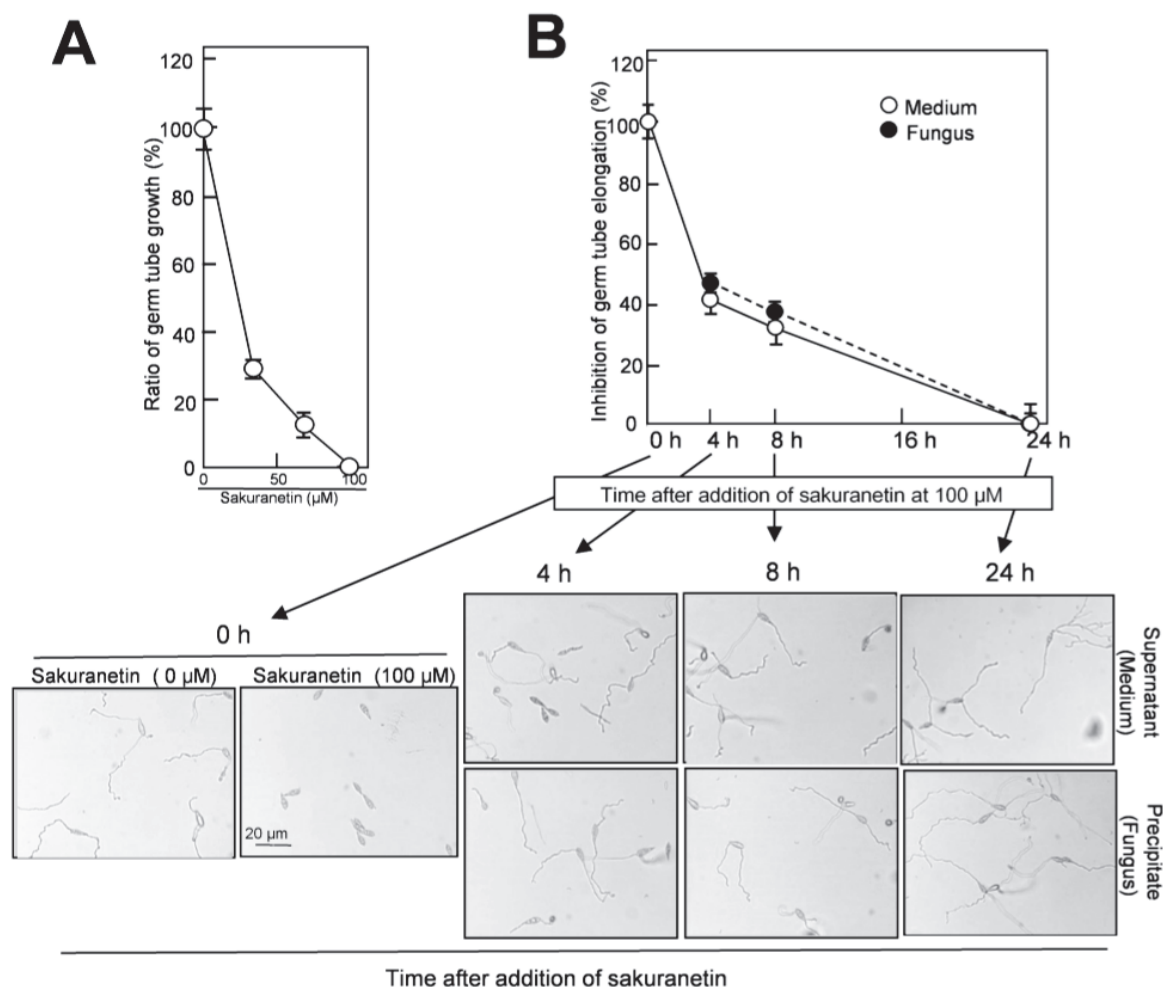 A
120
100
80
60
40
20
0
Ratio of germ tube growth (%)
0 50 100
Sakuranetin (µM)
B
120
100
80
60
40
20
0
Inhibition of germ tube elongation (%)
Medium
Fungus
0 h 4 h 8 h 16 h 24 h
Time after addition of sakuranetin at 100 µM
4 h 8 h 24 h
0 h
Sakuranetin ( 0 µM) Sakuranetin (100 µM)
20 µm
Supernatant
(Medium)
Precipitate
(Fungus)
Time after addition of sakuranetin